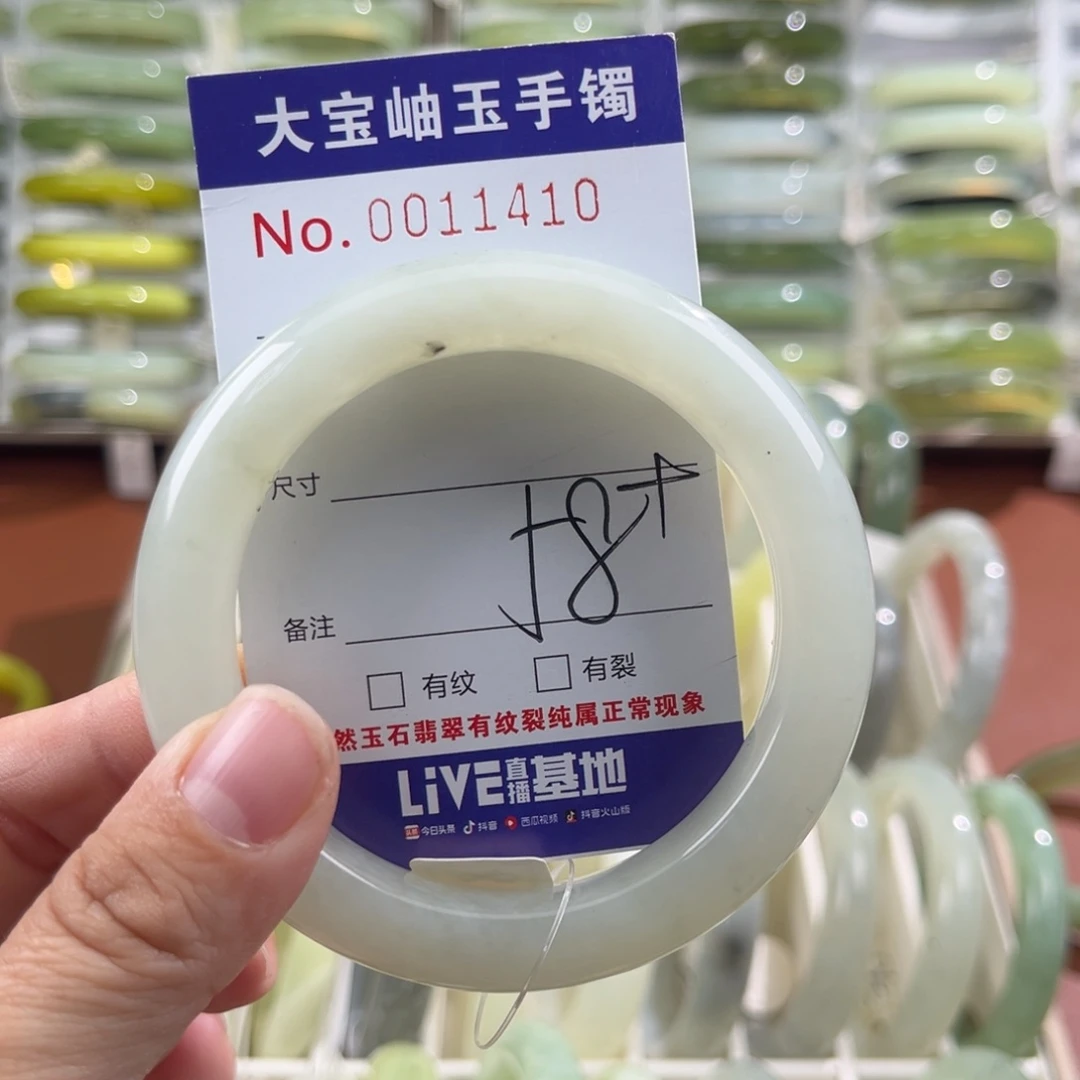 大宝岫玉手镯
No. 0011410
尺寸
58
备注
有纹 有裂
然玉石翡翠有纹裂纯属正常现象
LiVE直播基地
今日头条 抖音 西瓜视频 抖音火山版